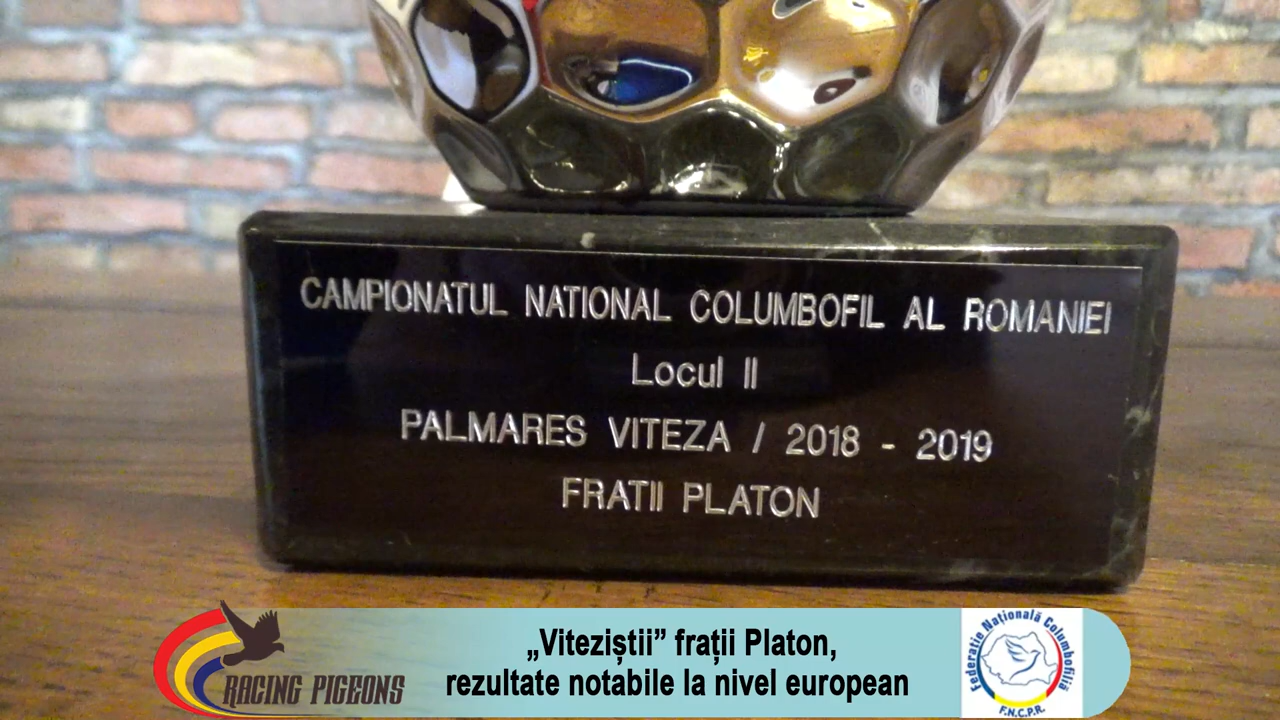 CAMPIONATUL NATIONAL COLUMBOFIL AL ROMANIEI
Locul II
PALMARES VITEZA / 2018 - 2019
FRATII PLATON
RACING PIGEONS
„Viteziștii” frații Platon,
rezultate notabile la nivel european
Federație Națională Columbofilă
F.N.C.P.R.